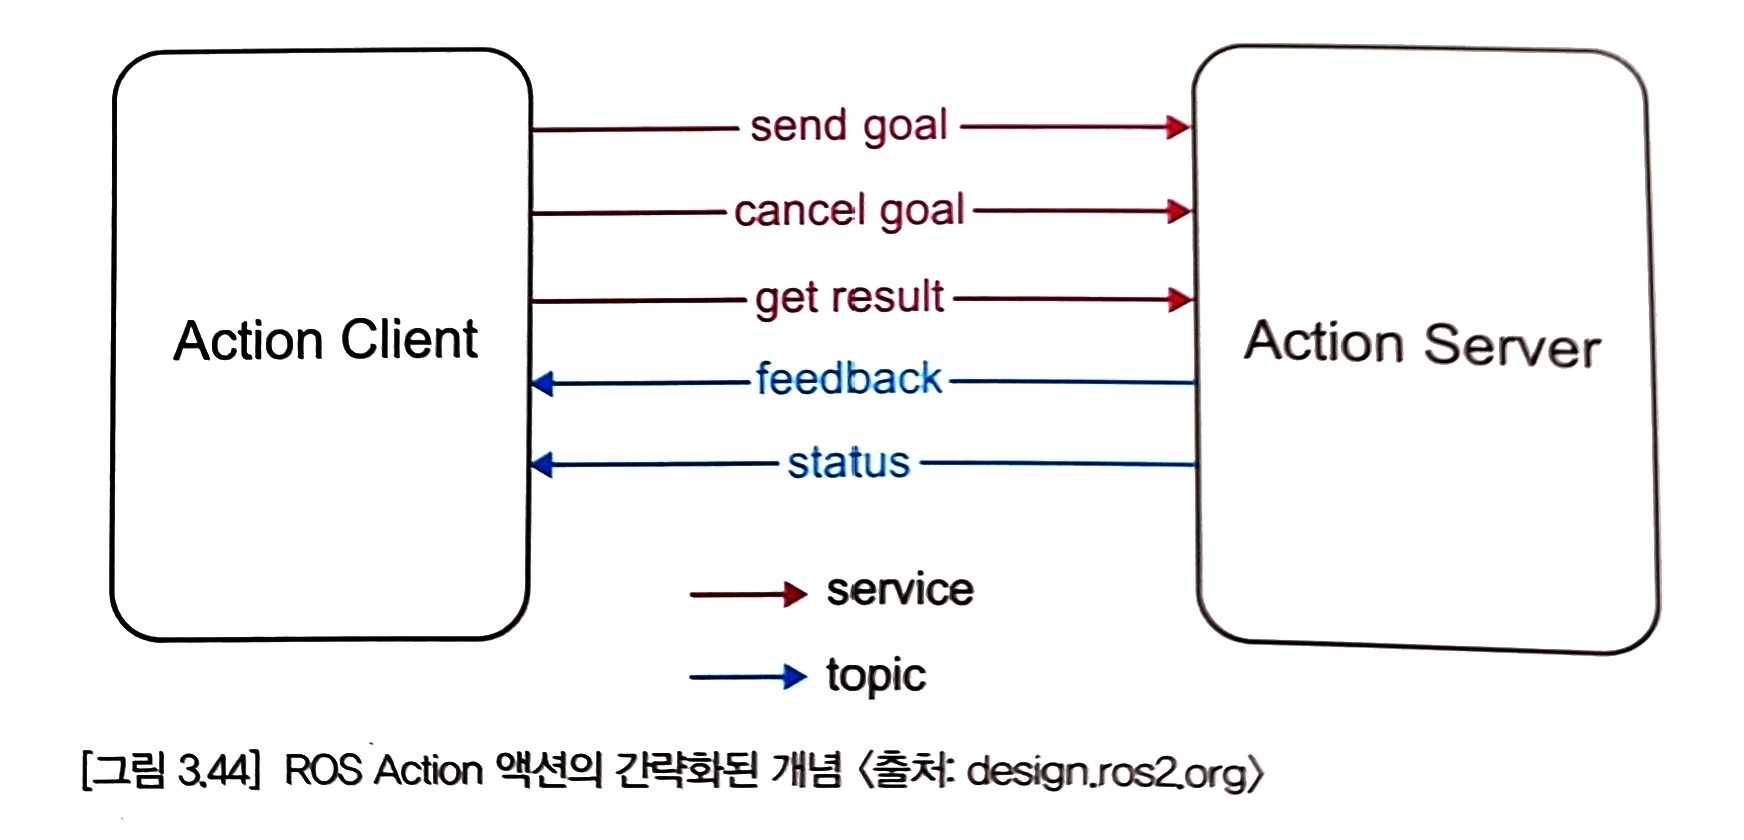 send goal
cancel goal
get result
Action Client
Action Server
feedback
status
service
topic
[그림 3.44] ROS Action 액션의 간략화된 개념 〈출처: design.ros2.org〉